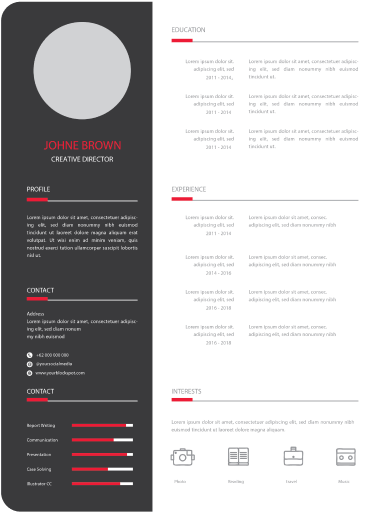 JOHNE BROWN
CREATIVE DIRECTOR
PROFILE
Lorem ipsum dolor sit amet, consectetuer adipisc-
ing elit, sed diam nonummy nibh euismod
tincidunt ut laoreet dolore magna aliquam erat
volutpat. Ut wisi enim ad minim veniam, quis
nostrud exerci tation ullamcorper suscipit lobortis
nisl ut.
CONTACT
Address
Lorem ipsum dolor sit amet, consectetuer adipisc-
ing elit, sed diam nonum
my nibh euismod
+62 000 000 000
@yoursocialmedia
www.yourblockspot.com
CONTACT
Report Writing
Communication
Presentation
Case Solving
Illustrator CC
EDUCATION
Lorem ipsum dolor sit.
adipiscing elit, sed
2011 - 2014,
Lorem ipsum dolor sit amet, consectetuer adipiscing
elit, sed diam nonummy nibh euismod
tincidunt ut.
Lorem ipsum dolor sit.
adipiscing elit, sed
2011 - 2014
Lorem ipsum dolor sit amet, consectetuer adipiscing
elit, sed diam nonummy nibh euismod
tincidunt ut.
Lorem ipsum dolor sit.
adipiscing elit, sed
2011 - 2014
Lorem ipsum dolor sit amet, consectetuer adipiscing
elit, sed diam nonummy nibh euismod
tincidunt ut.
EXPERIENCE
Lorem ipsum dolor sit.
adipiscing elit, sed
2011 - 2014
Lorem ipsum dolor sit amet, consec.
adipiscing elit, sed diam nonummy nibh
Lorem ipsum dolor sit.
adipiscing elit, sed
2014 - 2016
Lorem ipsum dolor sit amet, consec.
adipiscing elit, sed diam nonummy nibh
Lorem ipsum dolor sit.
adipiscing elit, sed
2016 - 2018
Lorem ipsum dolor sit amet, consec.
adipiscing elit, sed diam nonummy nibh
Lorem ipsum dolor sit.
adipiscing elit, sed
2016 - 2018
Lorem ipsum dolor sit amet, consec.
adipiscing elit, sed diam nonummy nibh
INTERESTS
Lorem ipsum dolor sit amet, consectetuer adipiscing elit, sed diam nonummy
nibh euismod tincidunt ut.
Photo
Reading
Travel